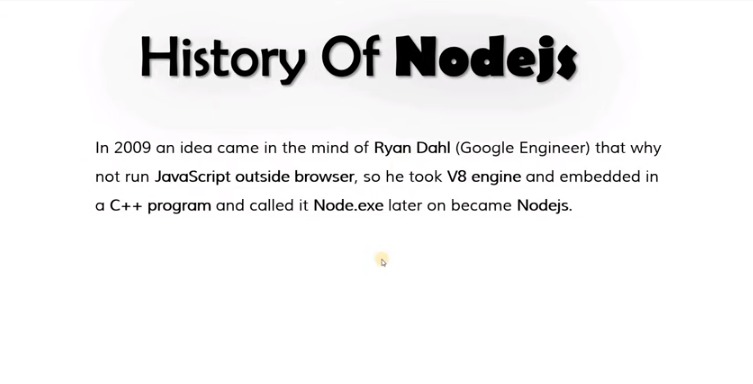 History Of Nodejs
In 2009 an idea came in the mind of Ryan Dahl (Google Engineer) that why
not run JavaScript outside browser, so he took V8 engine and embedded in
a C++ program and called it Node.exe later on became Nodejs.